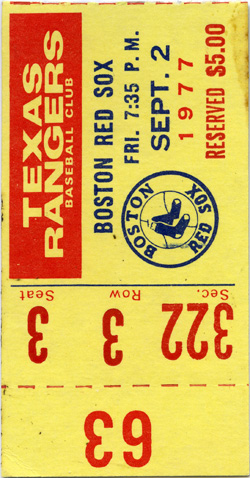 TEXAS
RANGERS
BASEBALL CLUB
BOSTON RED SOX
FRI. 7:35 P. M.
SEPT. 2
1977
RESERVED $5.00
BOSTON
RED SOX
Sec. Row Seat
322 3 3
63